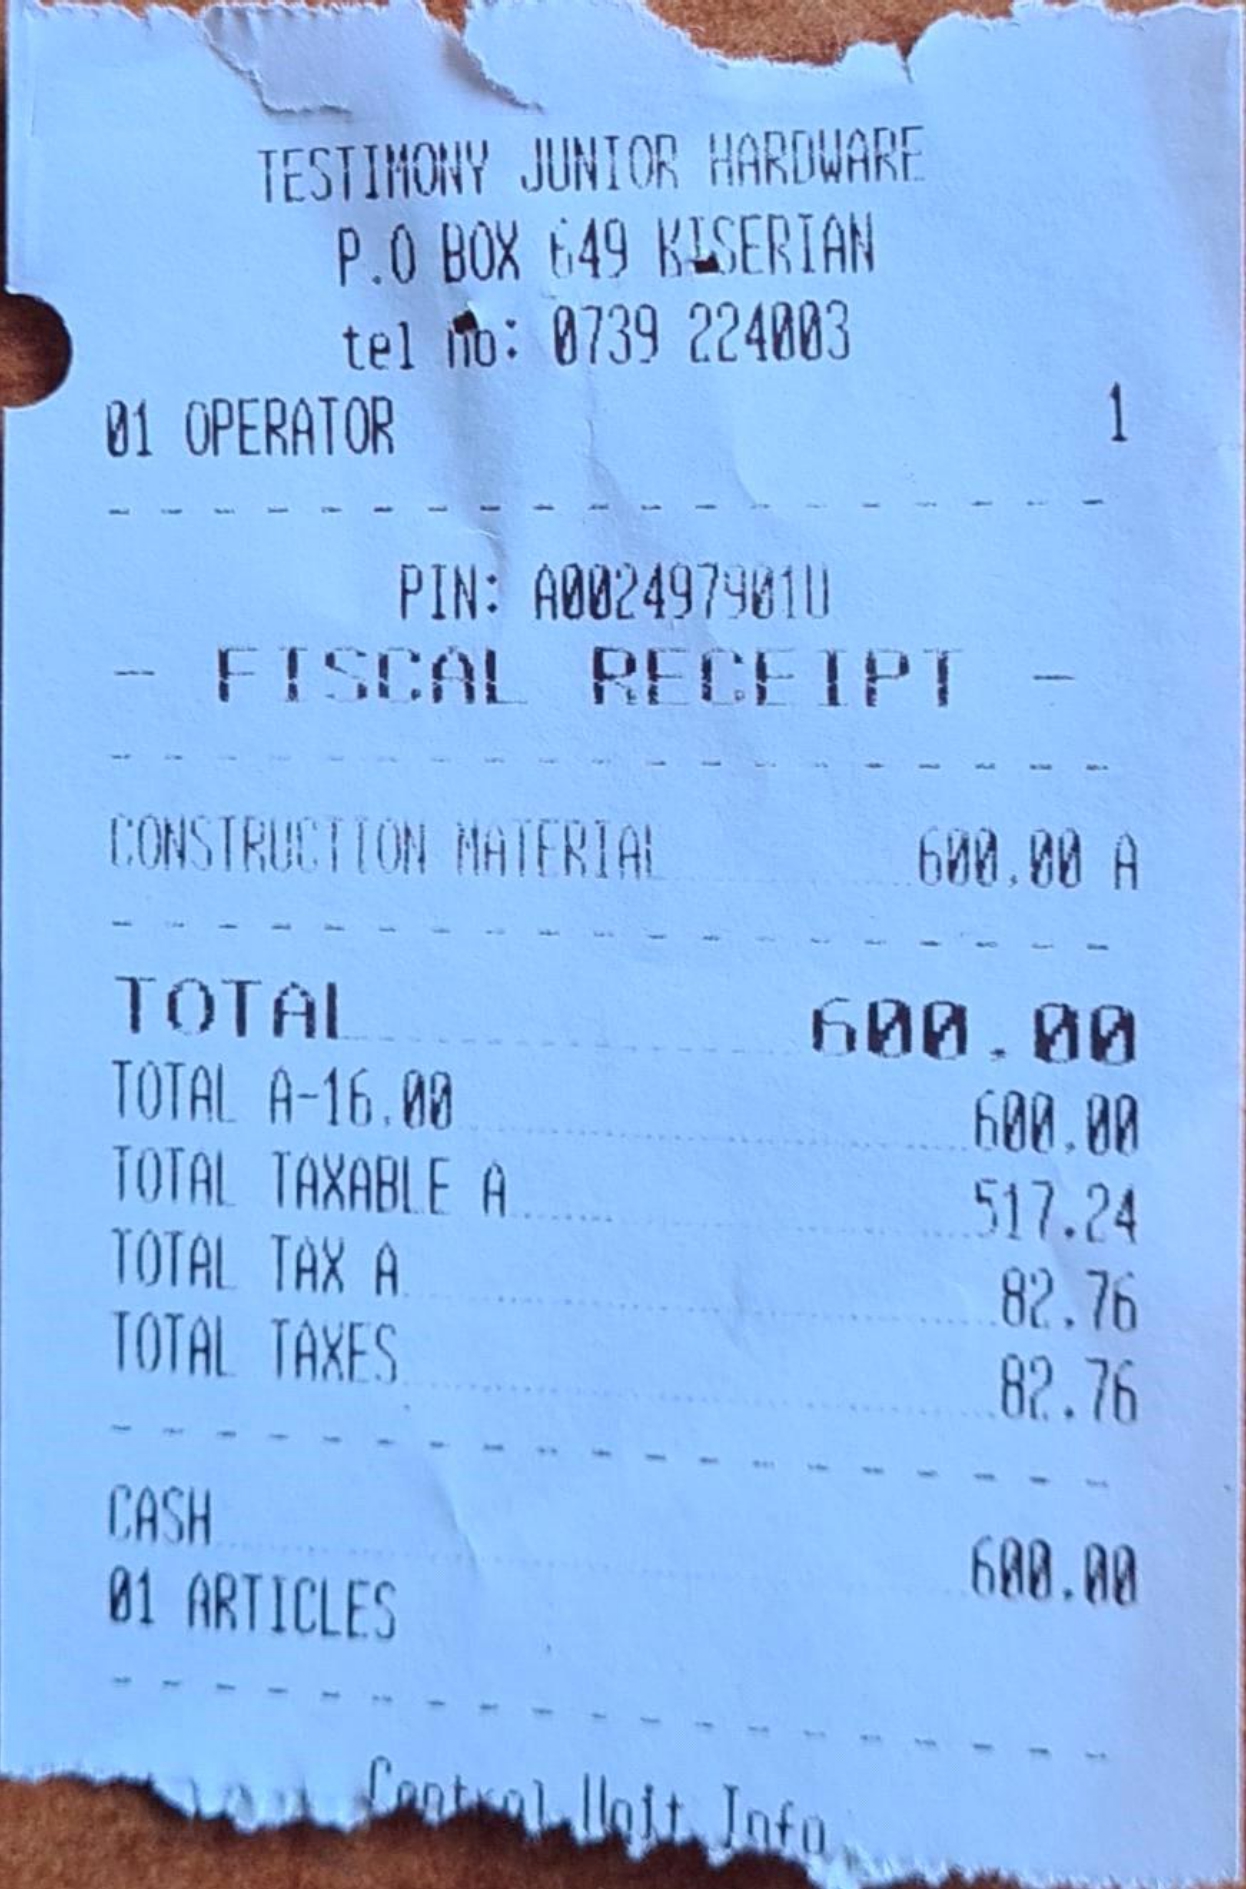 TESTIMONY JUNIOR HARDWARE
P.O BOX 649 KISERIAN
tel no: 0739 224003
01 OPERATOR 1
PIN: A002497901U
- FISCAL RECEIPT -
CONSTRUCTION MATERIAL 600.00 A
TOTAL 600.00
TOTAL A-16.00 600.00
TOTAL TAXABLE A 517.24
TOTAL TAX A 82.76
TOTAL TAXES 82.76
CASH 600.00
01 ARTICLES
Control Unit Info